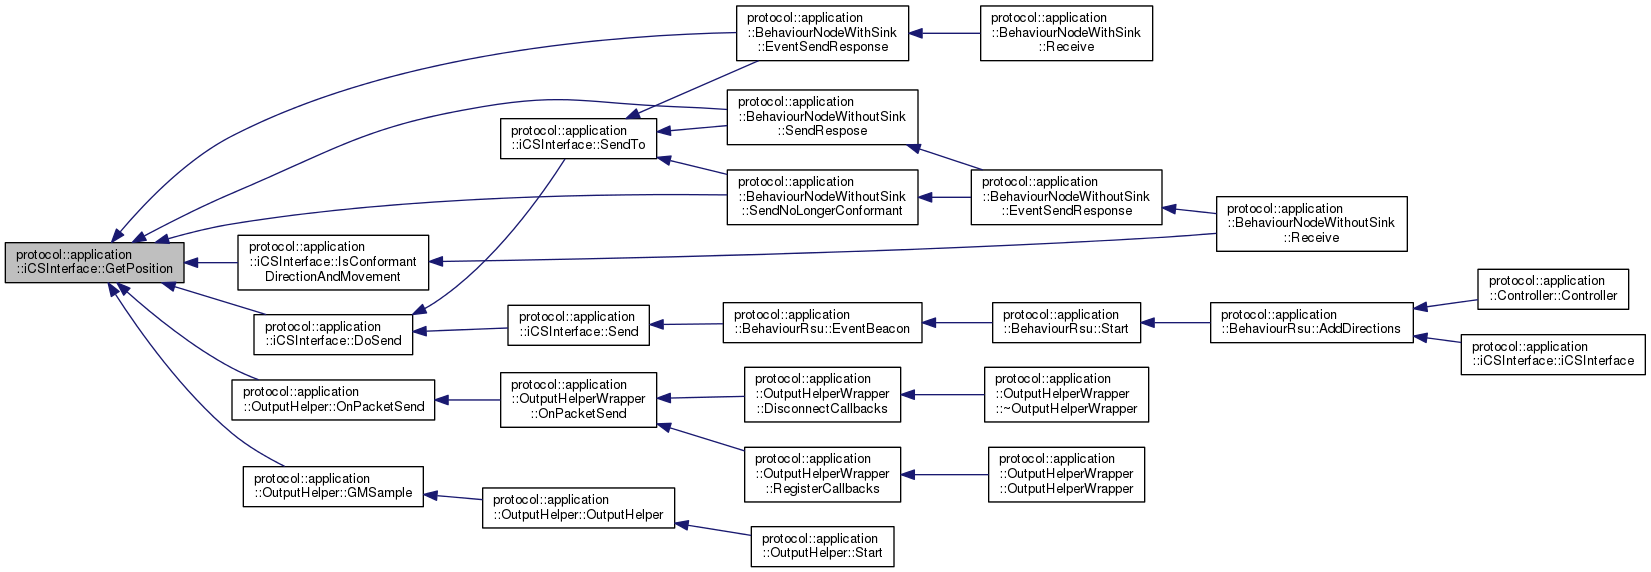 protocol::application
::BehaviourNodeWithSink
::EventSendResponse
protocol::application
::BehaviourNodeWithSink
::Receive
protocol::application
::BehaviourNodeWithoutSink
::SendRespose
protocol::application
::iCSInterface::SendTo
protocol::application
::BehaviourNodeWithoutSink
::SendNoLongerConformant
protocol::application
::BehaviourNodeWithoutSink
::EventSendResponse
protocol::application
::BehaviourNodeWithoutSink
::Receive
protocol::application
::iCSInterface::GetPosition
protocol::application
::iCSInterface::IsConformant
DirectionAndMovement
protocol::application
::iCSInterface::DoSend
protocol::application
::iCSInterface::Send
protocol::application
::BehaviourRsu::EventBeacon
protocol::application
::BehaviourRsu::Start
protocol::application
::BehaviourRsu::AddDirections
protocol::application
::Controller::Controller
protocol::application
::iCSInterface::iCSInterface
protocol::application
::OutputHelper::OnPacketSend
protocol::application
::OutputHelperWrapper
::OnPacketSend
protocol::application
::OutputHelperWrapper
::DisconnectCallbacks
protocol::application
::OutputHelperWrapper
::~OutputHelperWrapper
protocol::application
::OutputHelperWrapper
::RegisterCallbacks
protocol::application
::OutputHelperWrapper
::OutputHelperWrapper
protocol::application
::OutputHelper::GMSample
protocol::application
::OutputHelper::OutputHelper
protocol::application
::OutputHelper::Start